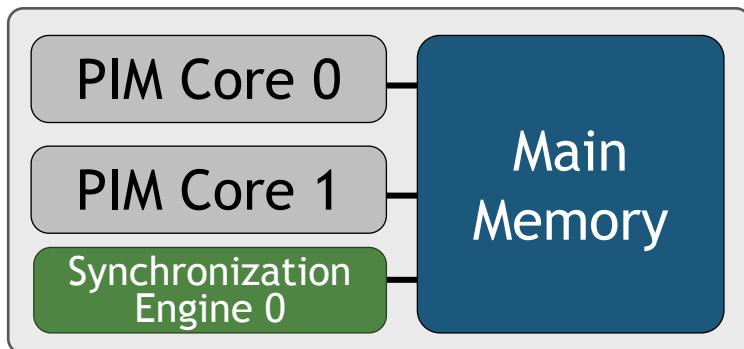 PIM Core 0
PIM Core 1
Synchronization
Engine 0
Main
Memory